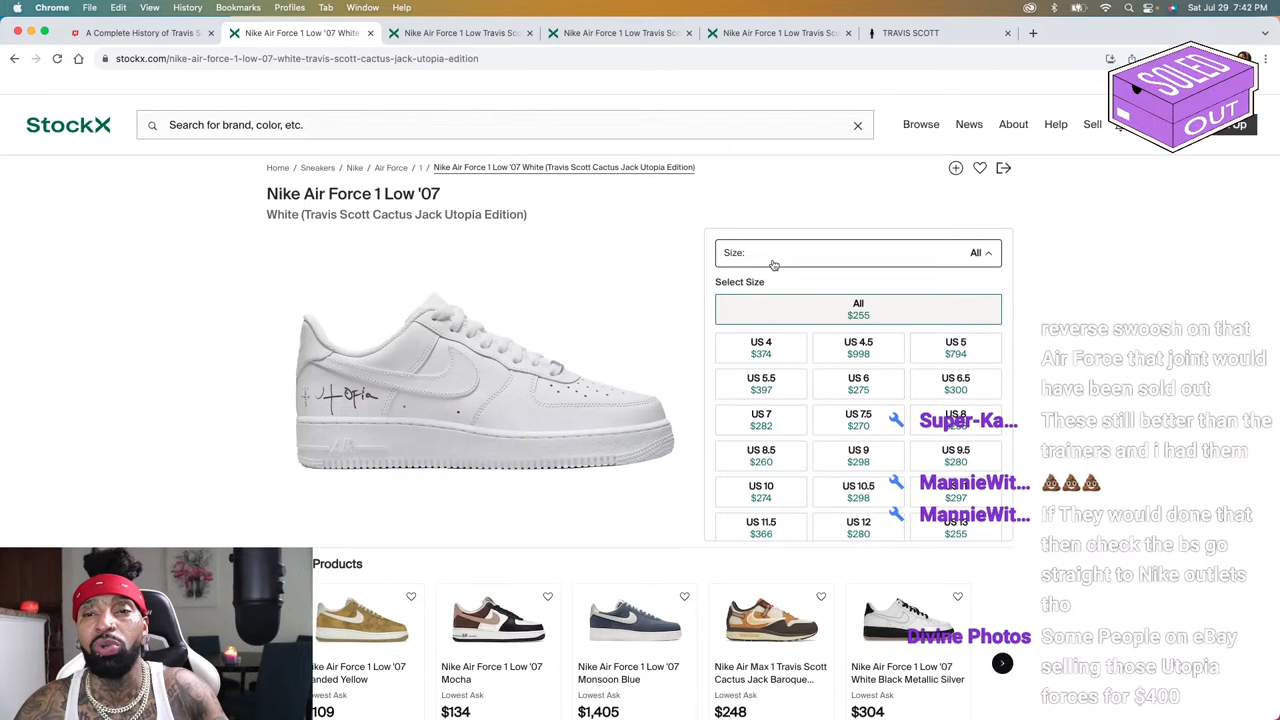 Chrome File Edit View History Bookmarks Profiles Tab Window Help Sat Jul 29 7:42 PM
A Complete History of Travis S × Nike Air Force 1 Low '07 White × Nike Air Force 1 Low Travis Sco × Nike Air Force 1 Low Travis Sco × Nike Air Force 1 Low Travis Sco × TRAVIS SCOTT × +
stockx.com/nike-air-force-1-low-07-white-travis-scott-cactus-jack-utopia-edition
SOLED
OUT
StockX Search for brand, color, etc. Browse News About Help Sell Up
Home / Sneakers / Nike / Air Force / 1 / Nike Air Force 1 Low '07 White (Travis Scott Cactus Jack Utopia Edition)
Nike Air Force 1 Low '07
White (Travis Scott Cactus Jack Utopia Edition)
Utopia
AIR
Size: All
Select Size
All
$255
US 4 US 4.5 US 5
$374 $998 $794
US 5.5 US 6 US 6.5
$397 $275 $300
US 7 US 7.5 US 8
$282 $270
US 8.5 US 9 US 9.5
$260 $298 $280
US 10 US 10.5
$274 $298 $297
US 11.5 US 12 US 13
$366 $280 $255
reverse swoosh on that
Air Force that joint would
have been sold out
Super-Ka... These still better than the
trainers and i had them
MannieWit... 💩💩💩
MannieWit... If They would done that
then check the bs go
straight to Nike outlets
tho
Divine Photos Some People on eBay
selling those Utopia
forces for $400
Products
Air Force 1 Low '07 Nike Air Force 1 Low '07 Nike Air Force 1 Low '07 Nike Air Max 1 Travis Scott Nike Air Force 1 Low '07
anded Yellow Mocha Monsoon Blue Cactus Jack Baroque... White Black Metallic Silver
Lowest Ask Lowest Ask Lowest Ask Lowest Ask
109 $134 $1,405 $248 $304